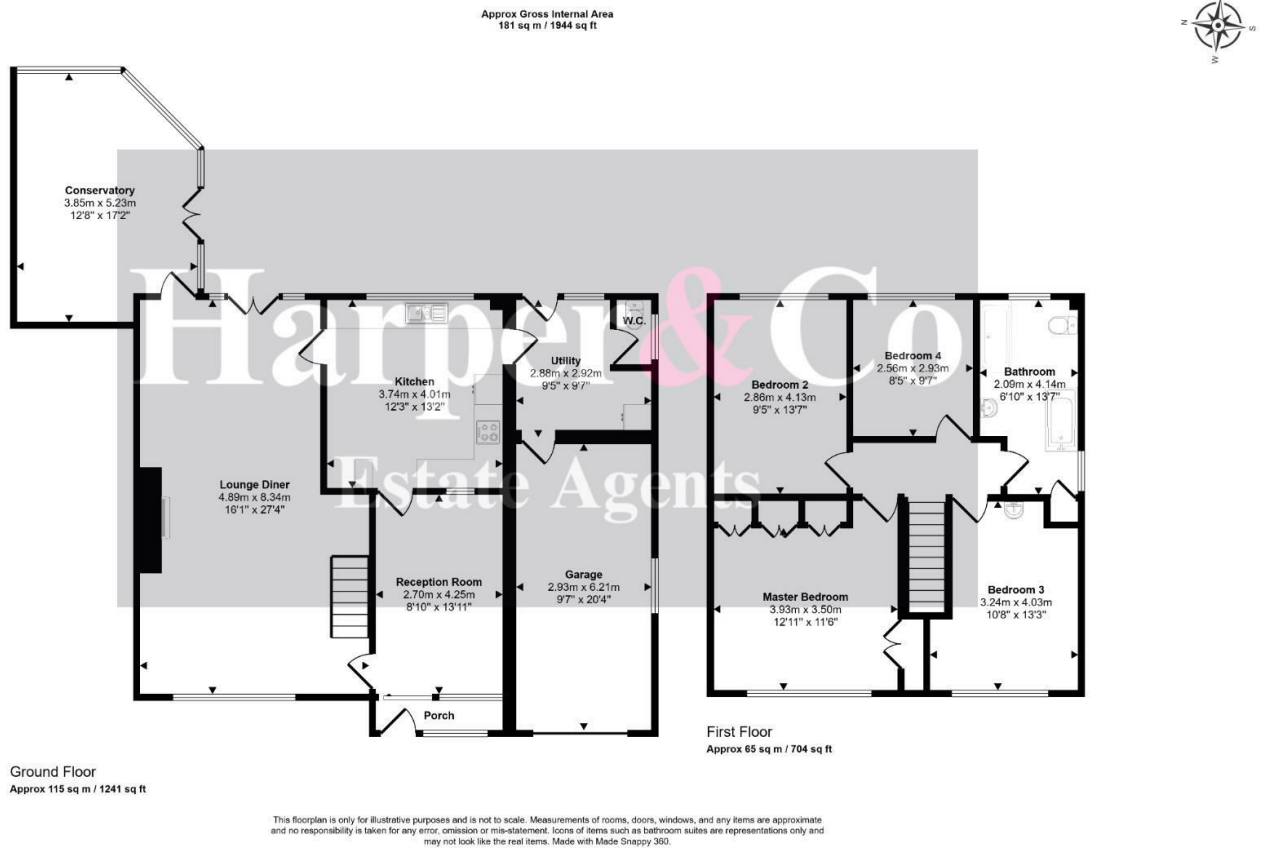 Approx Gross Internal Area
181 sq m / 1944 sq ft
N
S
W
Conservatory
3.85m x 5.23m
12'8" x 17'2"
Harper & Co
Estate Agents
Kitchen
3.74m x 4.01m
12'3" x 13'2"
Utility
2.88m x 2.92m
9'5" x 9'7"
W.C.
Lounge Diner
4.89m x 8.34m
16'1" x 27'4"
Reception Room
2.70m x 4.25m
8'10" x 13'11"
Garage
2.93m x 6.21m
9'7" x 20'4"
Porch
Bedroom 2
2.86m x 4.13m
9'5" x 13'7"
Bedroom 4
2.56m x 2.93m
8'5" x 9'7"
Bathroom
2.09m x 4.14m
6'10" x 13'7"
Master Bedroom
3.93m x 3.50m
12'11" x 11'6"
Bedroom 3
3.24m x 4.03m
10'8" x 13'3"
Ground Floor
Approx 115 sq m / 1241 sq ft
First Floor
Approx 65 sq m / 704 sq ft
This floorplan is only for illustrative purposes and is not to scale. Measurements of rooms, doors, windows, and any items are approximate
and no responsibility is taken for any error, omission or mis-statement. Icons of items such as bathroom suites are representations only and
may not look like the real items. Made with Made Snappy 360.